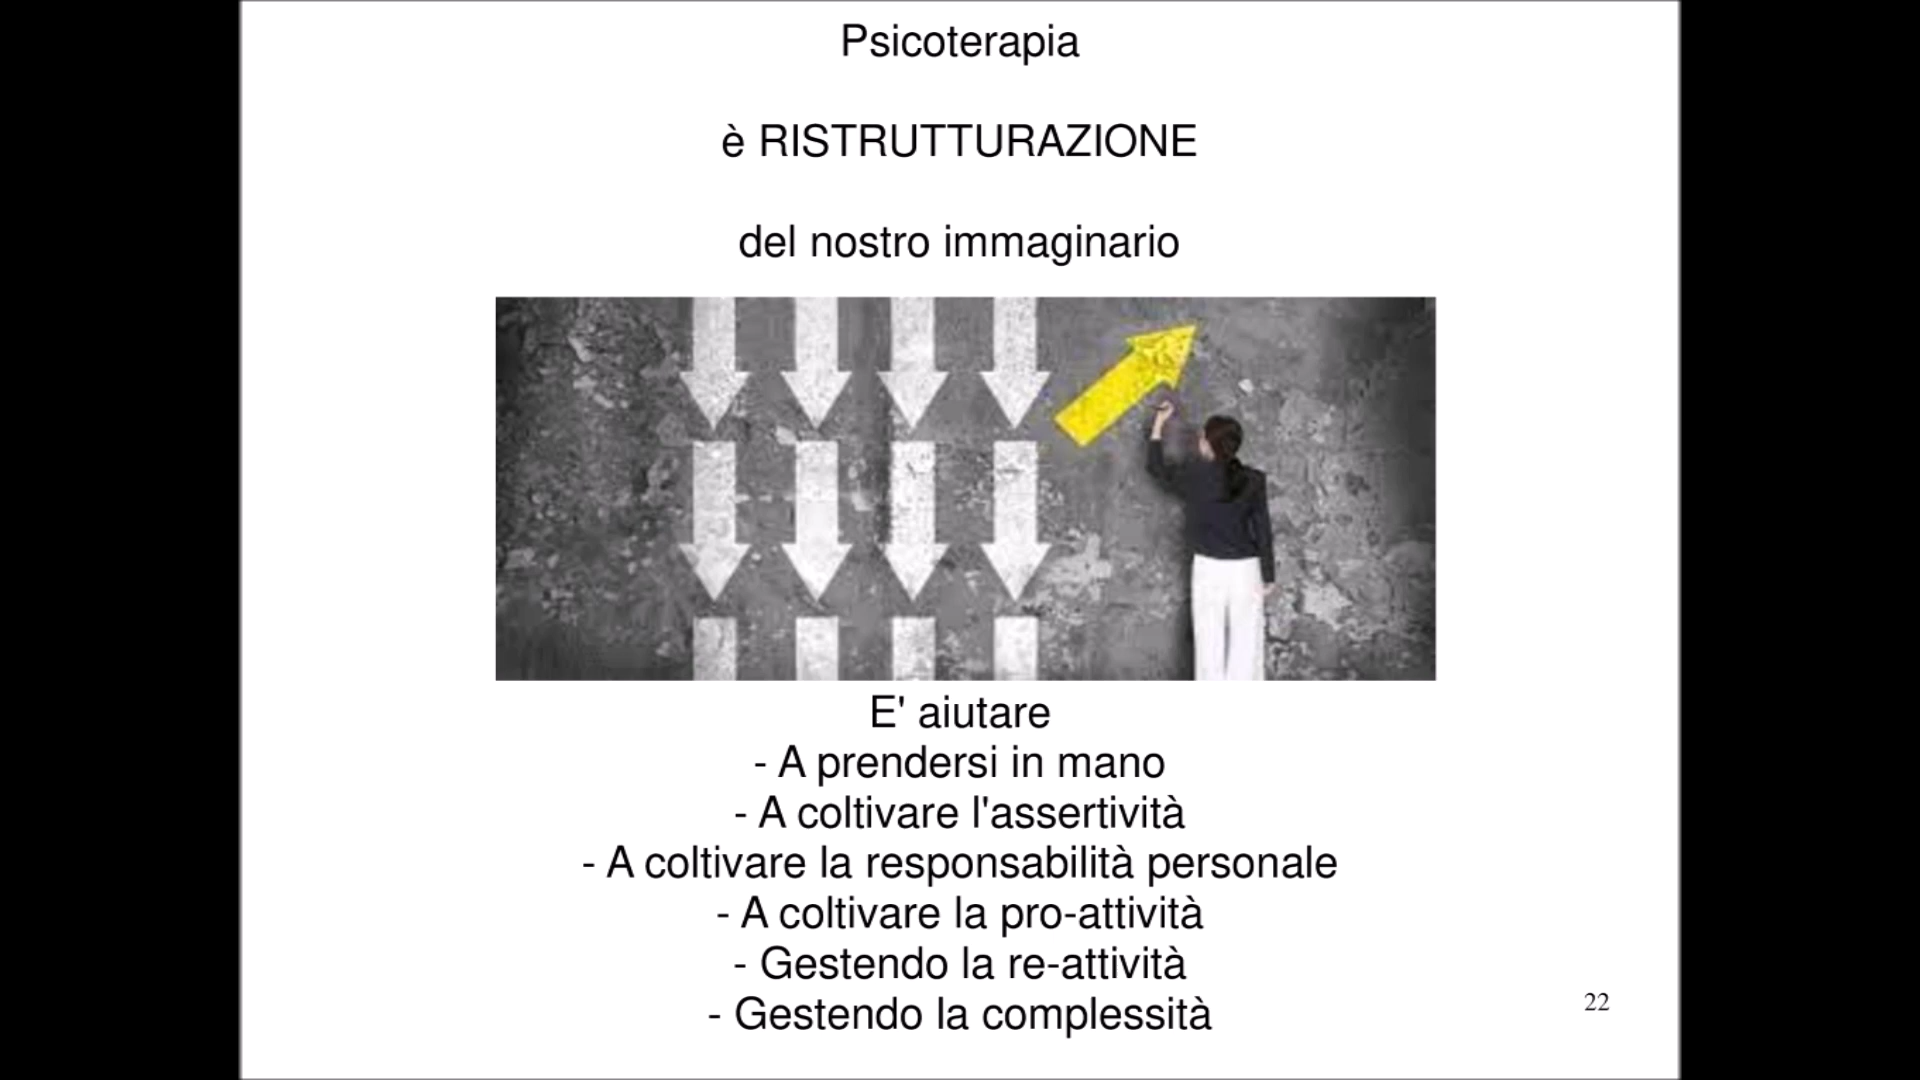 Psicoterapia
è RISTRUTTURAZIONE
del nostro immaginario
E' aiutare
- A prendersi in mano
- A coltivare l'assertività
- A coltivare la responsabilità personale
- A coltivare la pro-attività
- Gestendo la re-attività
- Gestendo la complessità
22